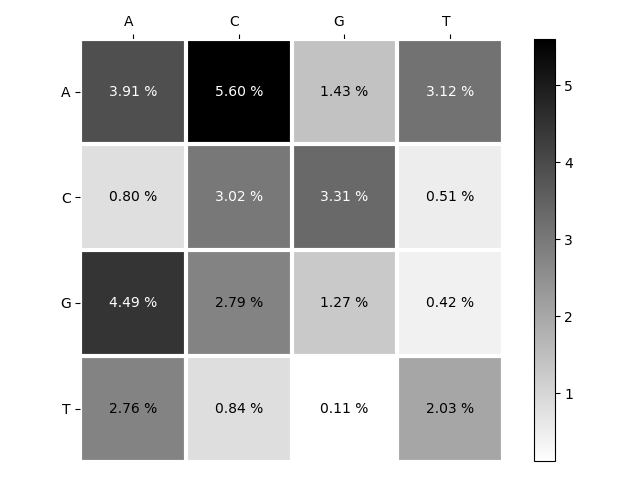 A C G T
A 3.91 % 5.60 % 1.43 % 3.12 %
5
4
C 0.80 % 3.02 % 3.31 % 0.51 %
3
G 4.49 % 2.79 % 1.27 % 0.42 %
2
1
T 2.76 % 0.84 % 0.11 % 2.03 %